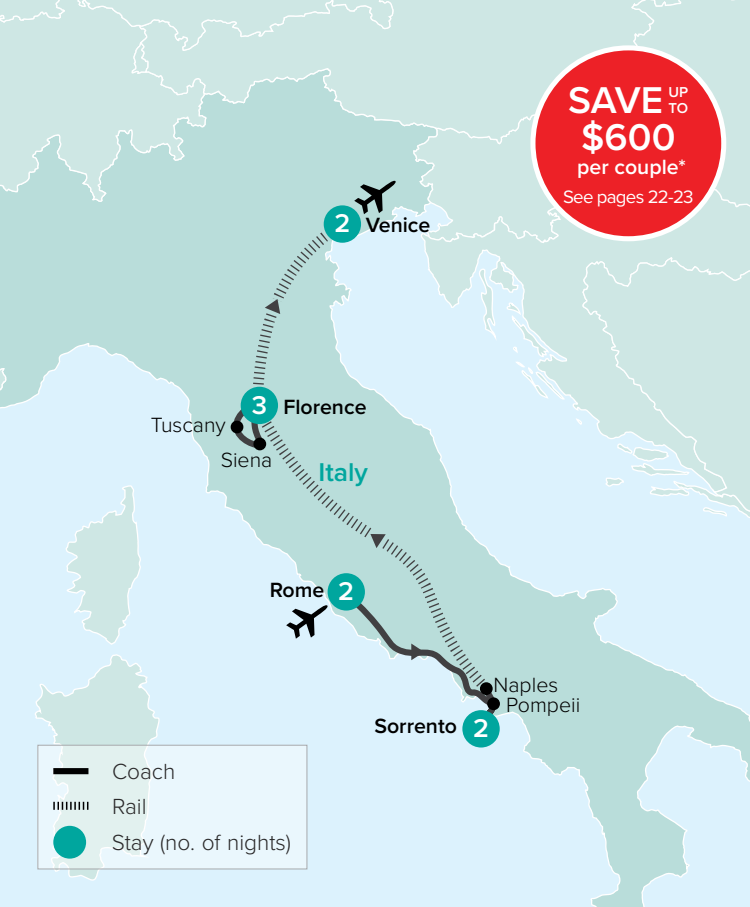 SAVE UP TO
$600
per couple*
See pages 22-23
2
Venice
3
Florence
Tuscany
Siena
Italy
Rome
2
Naples
Pompeii
Sorrento
2
Coach
Rail
Stay (no. of nights)